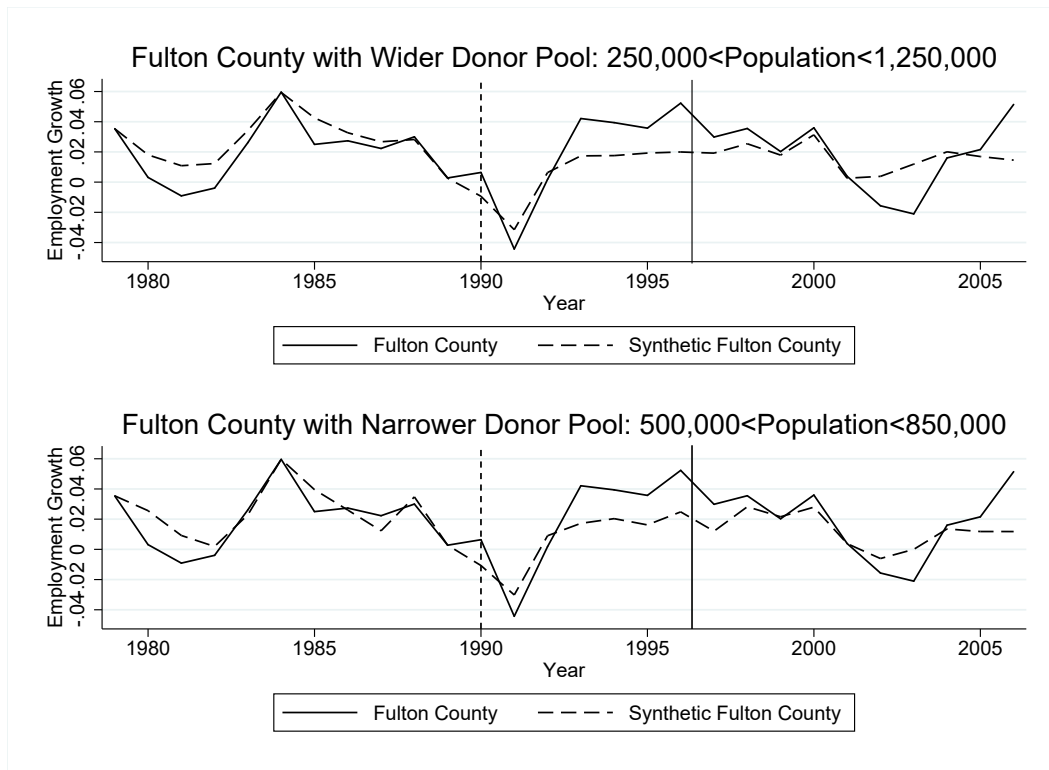 Fulton County with Wider Donor Pool: 250,000<Population<1,250,000
Employment Growth
-.04 -.02 0 .02 .04 .06
1980 1985 1990 1995 2000 2005
Year
Fulton County Synthetic Fulton County
Fulton County with Narrower Donor Pool: 500,000<Population<850,000
Employment Growth
-.04 -.02 0 .02 .04 .06
1980 1985 1990 1995 2000 2005
Year
Fulton County Synthetic Fulton County